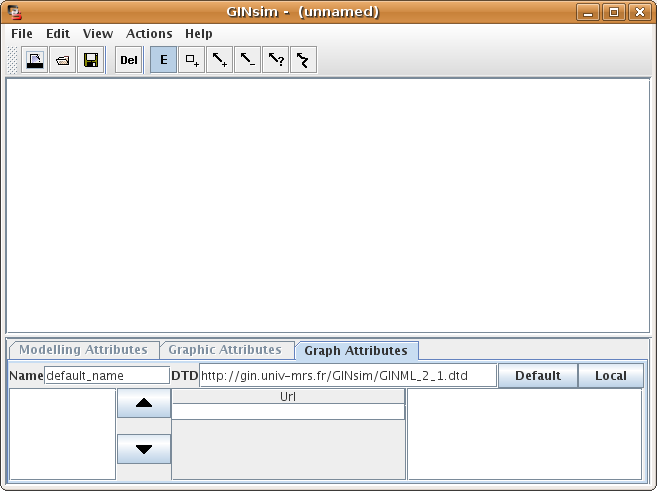 GINsim - (unnamed)
File Edit View Actions Help
Del E + + - ?
Modelling Attributes Graphic Attributes Graph Attributes
Name default_name DTD http://gin.univ-mrs.fr/GINsim/GINML_2_1.dtd Default Local
Url